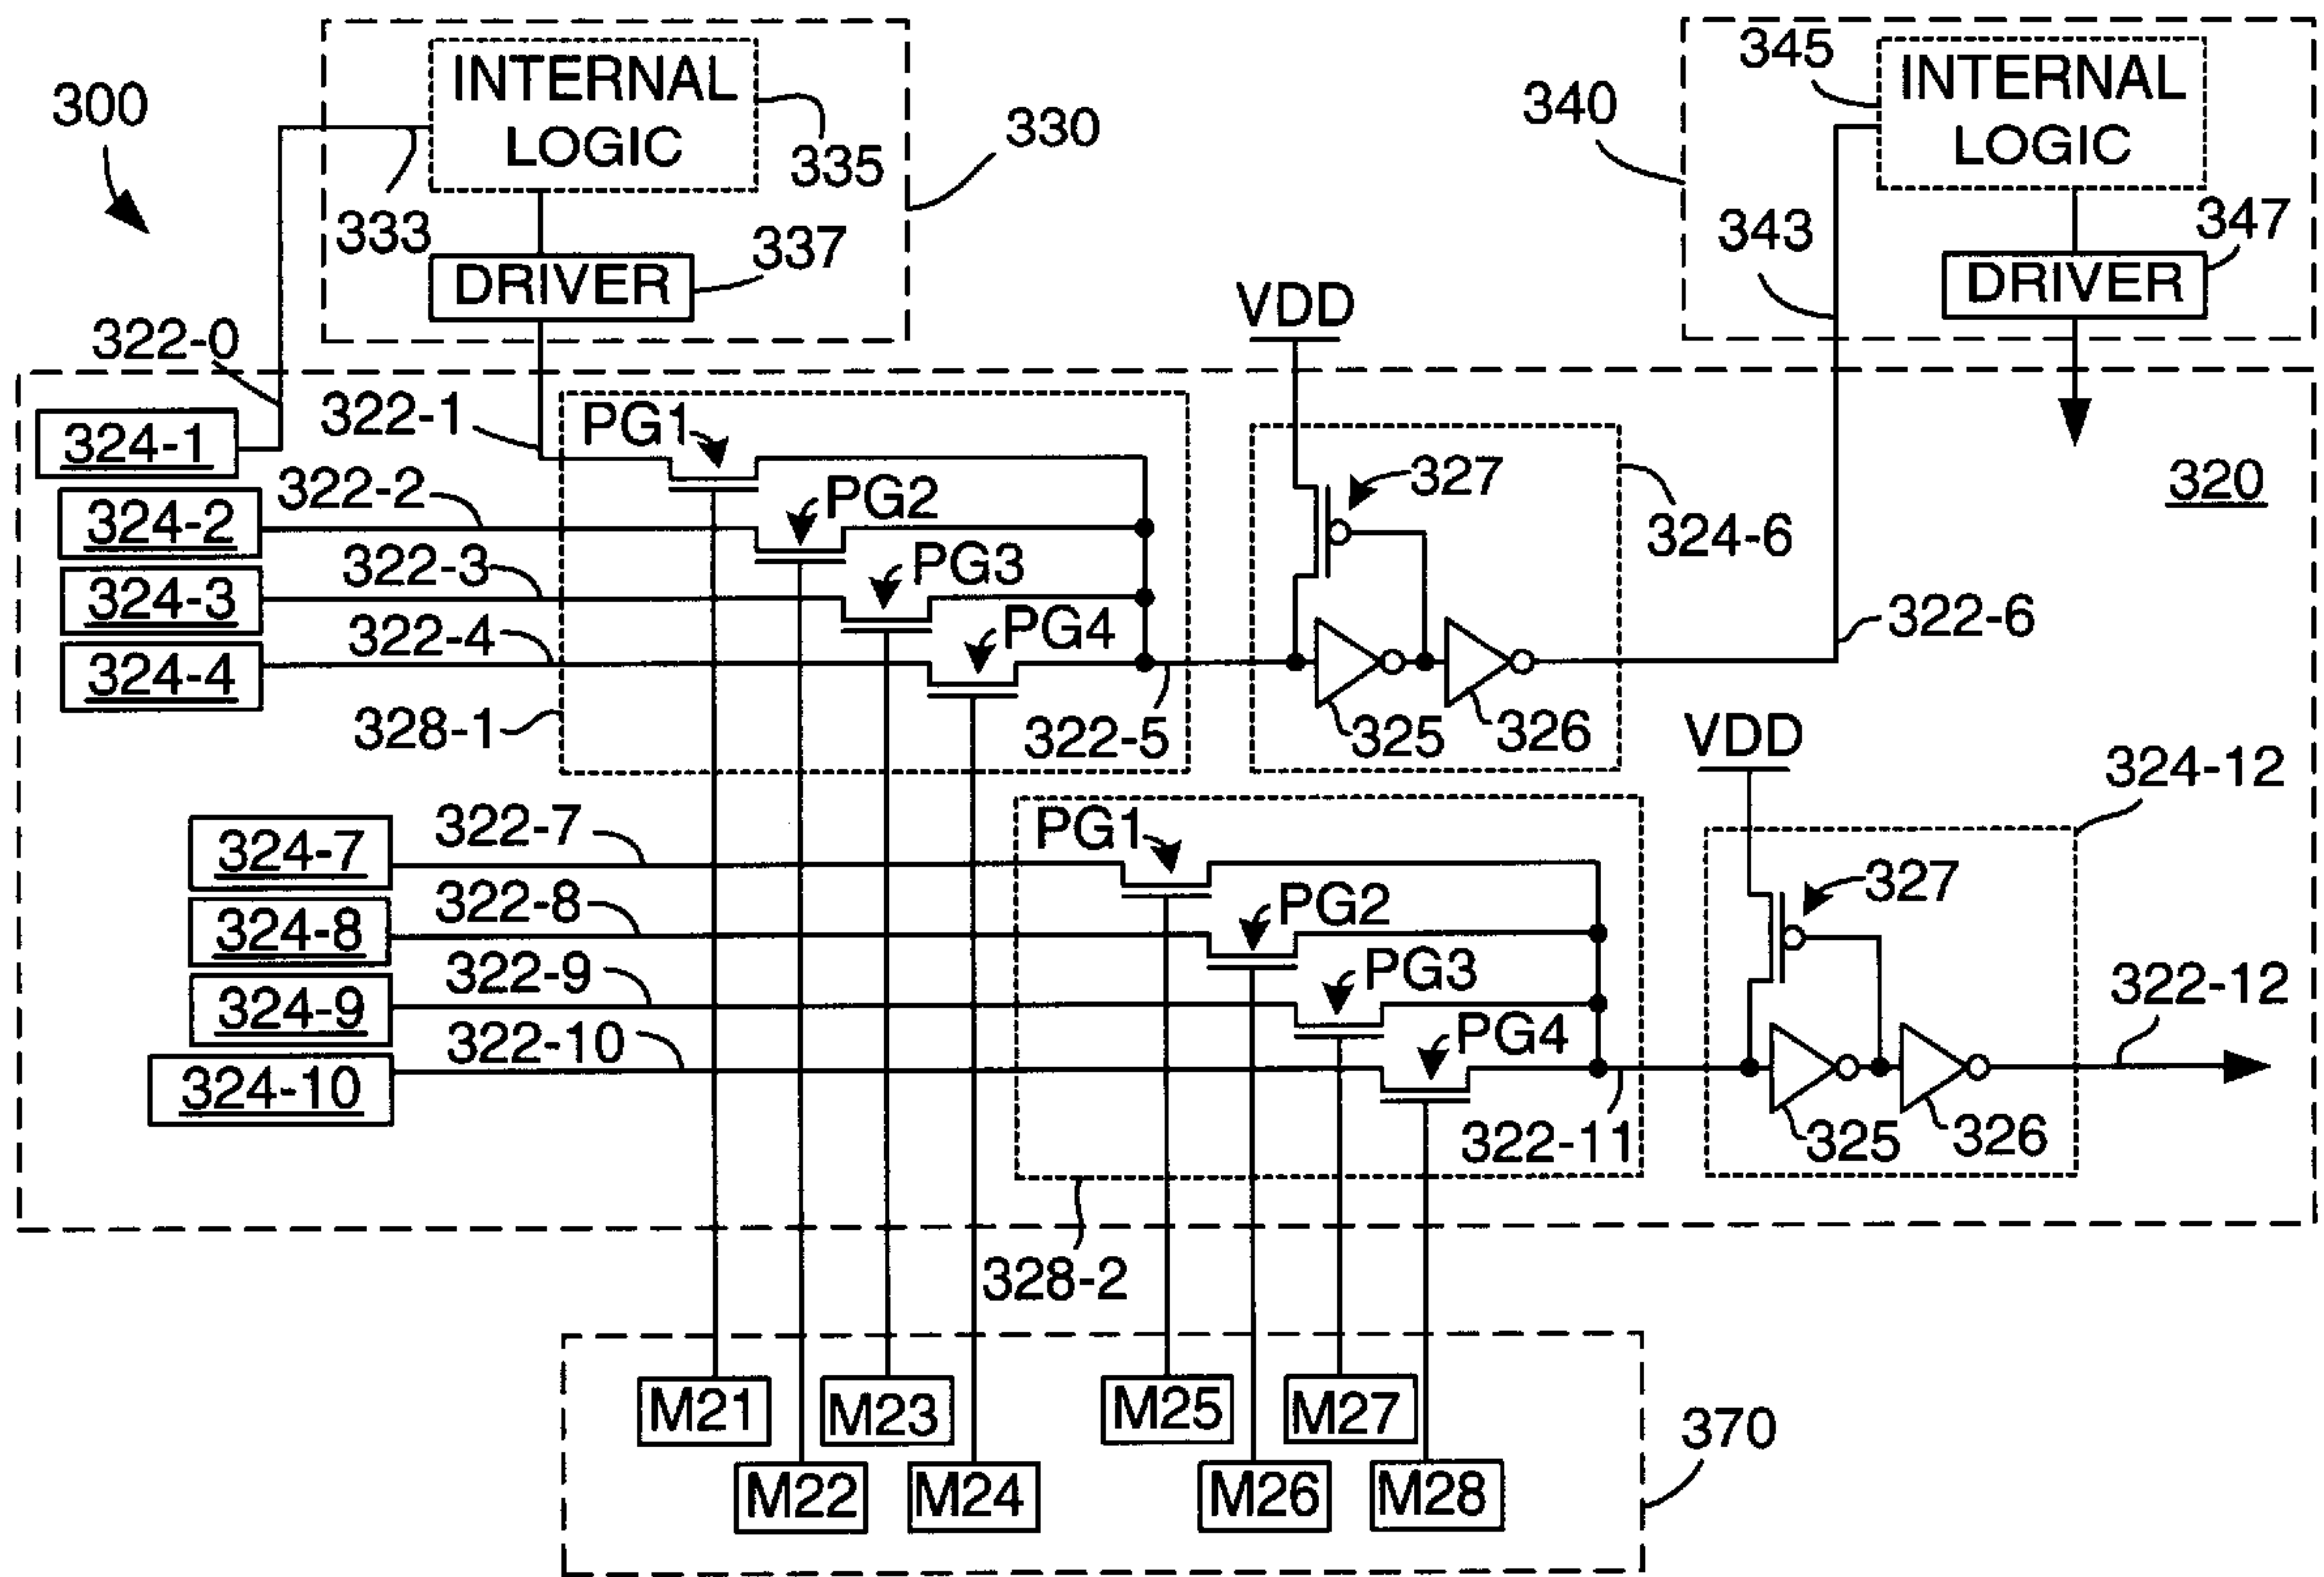 300
INTERNAL
LOGIC
335
330
333
DRIVER
337
345
INTERNAL
LOGIC
340
343
DRIVER
347
322-0
VDD
324-1
322-1
PG1
324-2
322-2
PG2
324-3
322-3
PG3
324-4
322-4
PG4
328-1
322-5
327
324-6
325
326
320
322-6
VDD
324-12
324-7
322-7
PG1
324-8
322-8
PG2
324-9
322-9
PG3
324-10
322-10
PG4
322-11
327
322-12
325
326
328-2
M21
M23
M25
M27
M22
M24
M26
M28
370